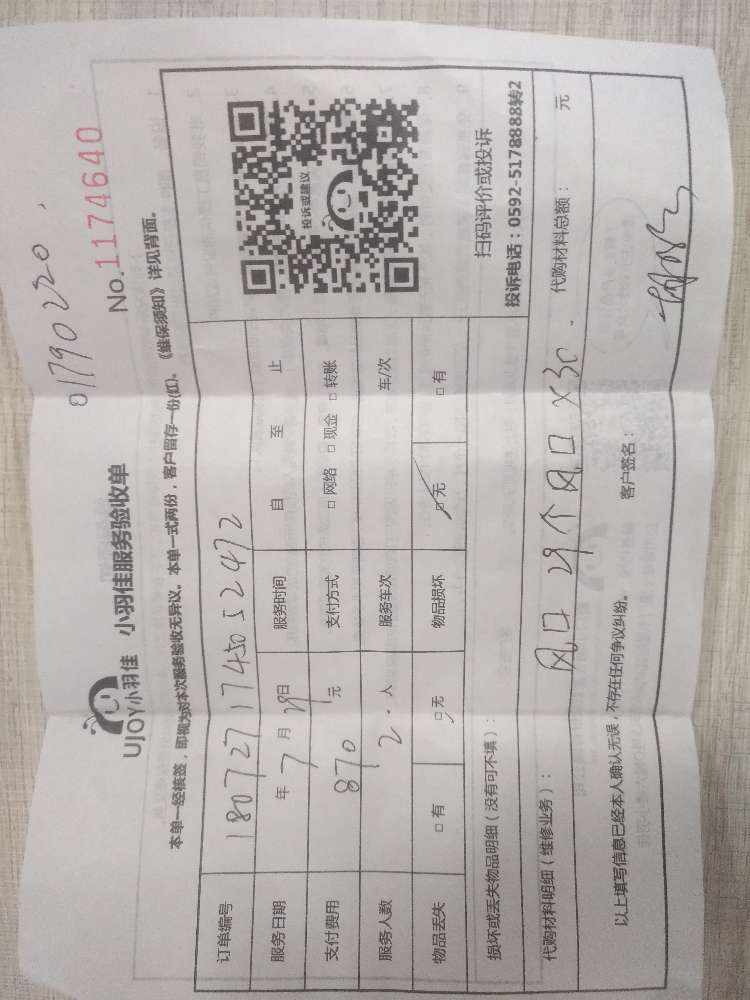 01790220.
UJOY小羽佳 小羽佳服务验收单 No.1174640
本单一经核签，即视为对本次服务验收无异议。本单一式两份，客户留存一份(红)。《维保须知》详见背面。
订单编号 1807271745052472
服务日期 年 7 月 29 日 服务时间 自 至 止
支付费用 870 元 支付方式 □ 网络 □ 现金 □ 转账
服务人数 2 人 服务车次 车/次
物品丢失 □ 有 □ 无 物品损坏 □ 无 □ 有
投诉或建议
扫码评价或投诉
投诉电话：0592-5178888转2
损坏或丢失物品明细（没有可不填）：
代购材料明细（维修业务）： 风口 29个风口×30. 代购材料总额： 元
以上填写信息已经本人确认无误，不存在任何争议纠纷。 客户签名：